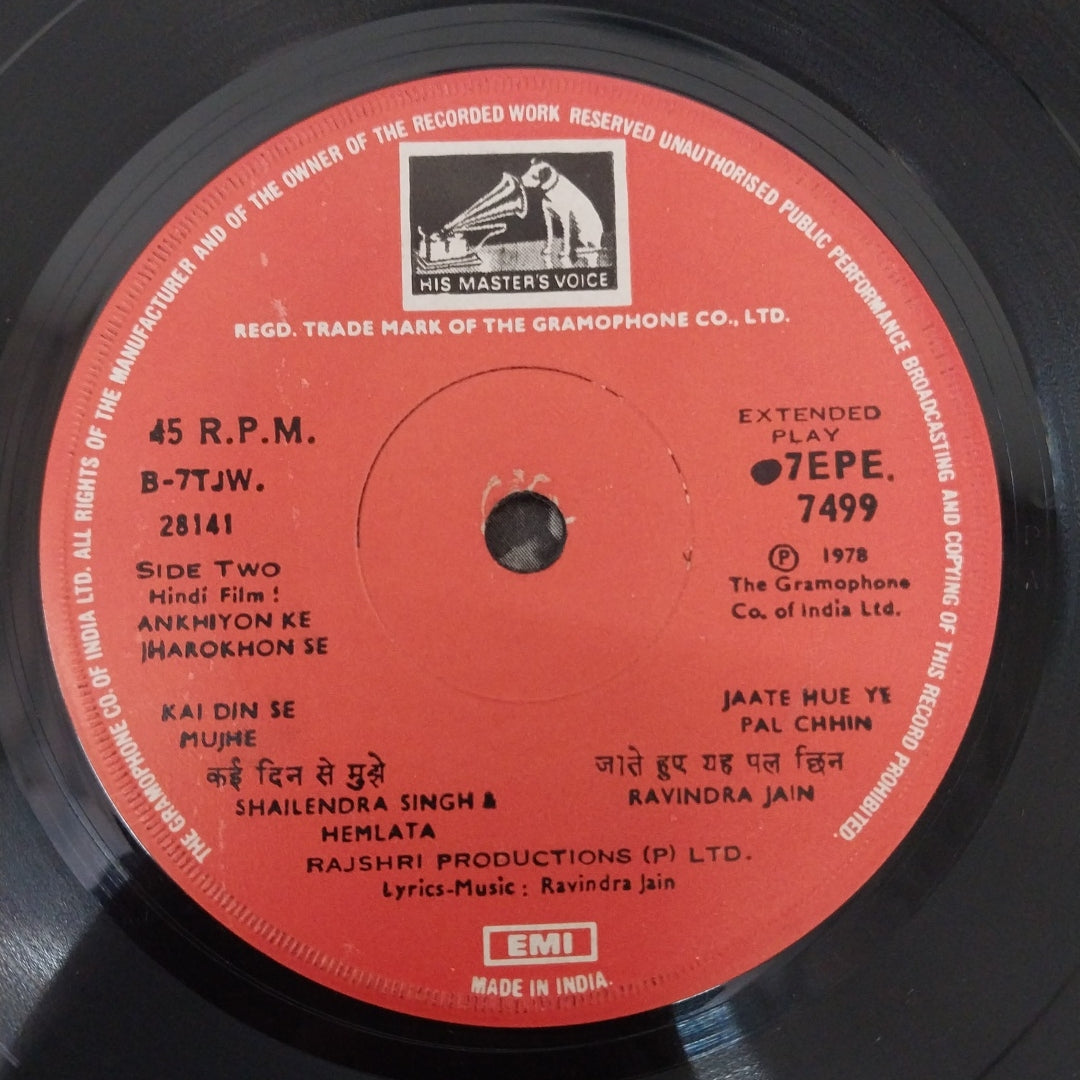 THE GRAMOPHONE CO. OF INDIA LTD. ALL RIGHTS OF THE MANUFACTURER AND OF THE OWNER OF THE RECORDED WORK RESERVED UNAUTHORISED PUBLIC PERFORMANCE BROADCASTING AND COPYING OF THIS RECORD PROHIBITED.
HIS MASTER'S VOICE
REGD. TRADE MARK OF THE GRAMOPHONE CO., LTD.
45 R.P.M.
B-7TJW.
28141
SIDE TWO
Hindi Film :
ANKHIYON KE
JHAROKHON SE
EXTENDED
PLAY
7EPE.
7499
Ⓟ 1978
The Gramophone
Co. of India Ltd.
KAI DIN SE
MUJHE
कई दिन से मुझे
SHAILENDRA SINGH &
HEMLATA
JAATE HUE YE
PAL CHHIN
जाते हुए यह पल छिन
RAVINDRA JAIN
RAJSHRI PRODUCTIONS (P) LTD.
Lyrics-Music : Ravindra Jain
EMI
MADE IN INDIA.